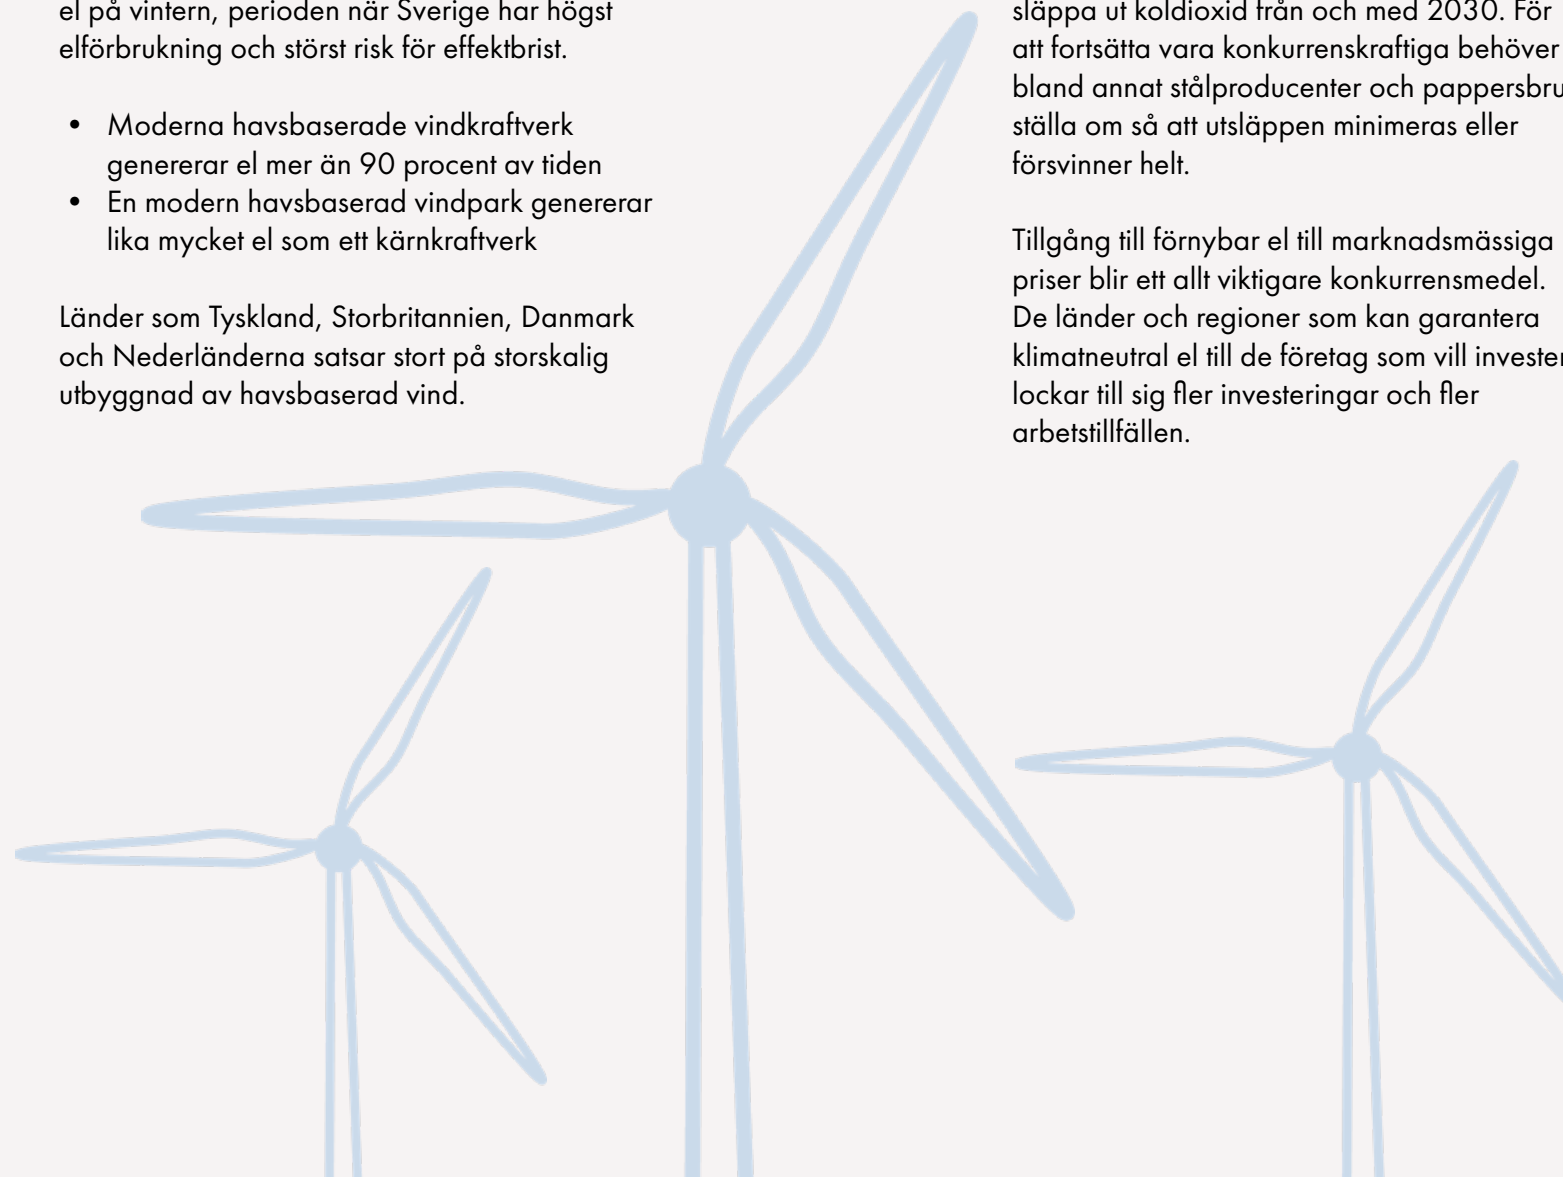 el på vintern, perioden när Sverige har högst
elförbrukning och störst risk för effektbrist.
• Moderna havsbaserade vindkraftverk
genererar el mer än 90 procent av tiden
• En modern havsbaserad vindpark genererar
lika mycket el som ett kärnkraftverk
Länder som Tyskland, Storbritannien, Danmark
och Nederländerna satsar stort på storskalig
utbyggnad av havsbaserad vind.
släppa ut koldioxid från och med 2030. För
att fortsätta vara konkurrenskraftiga behöver
bland annat stålproducenter och pappersbru
ställa om så att utsläppen minimeras eller
försvinner helt.
Tillgång till förnybar el till marknadsmässiga
priser blir ett allt viktigare konkurrensmedel.
De länder och regioner som kan garantera
klimatneutral el till de företag som vill invester
lockar till sig fler investeringar och fler
arbetstillfällen.